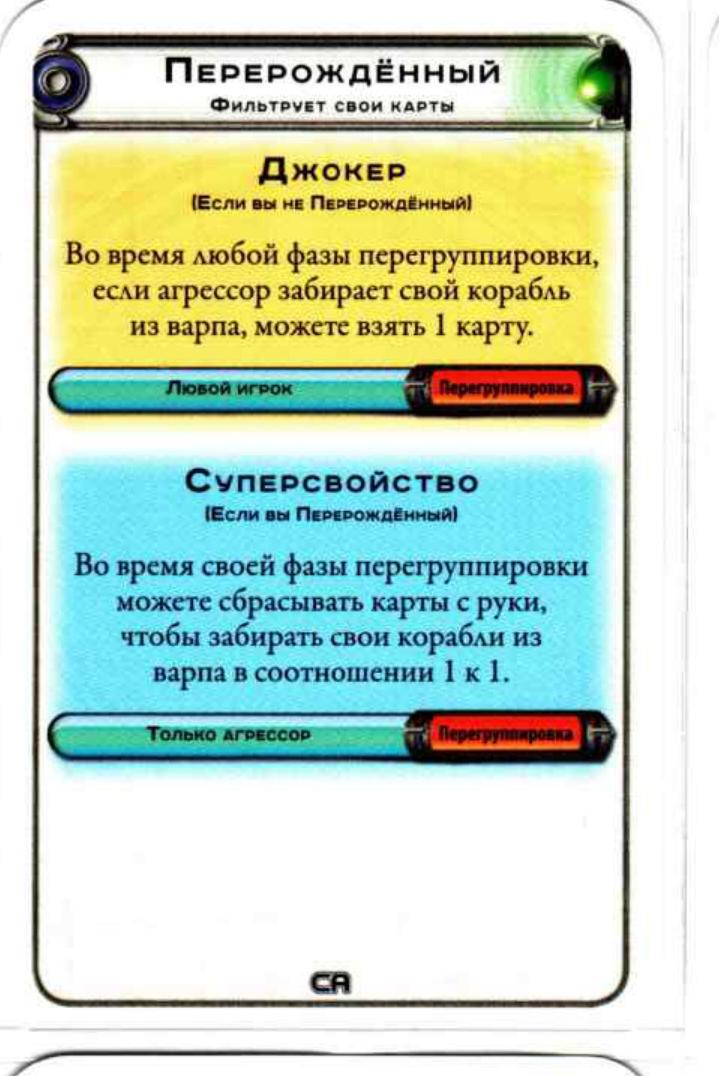 Перерождённый
Фильтрует свои карты
Джокер
(Если вы не Перерождённый)
Во время любой фазы перегруппировки,
если агрессор забирает свой корабль
из варпа, можете взять 1 карту.
Любой игрок
Перегруппировка
Суперсвойство
(Если вы Перерождённый)
Во время своей фазы перегруппировки
можете сбрасывать карты с руки,
чтобы забирать свои корабли из
варпа в соотношении 1 к 1.
Только агрессор
Перегруппировка
CA